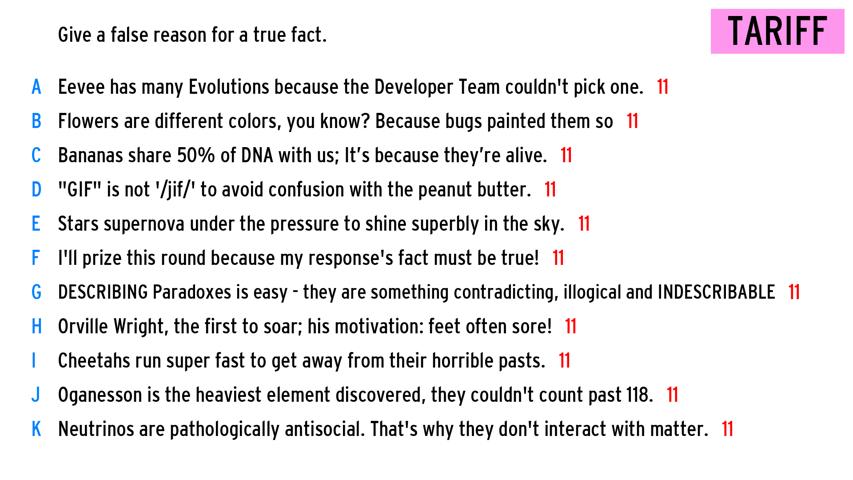 Give a false reason for a true fact.
TARIFF
A Eevee has many Evolutions because the Developer Team couldn't pick one. 11
B Flowers are different colors, you know? Because bugs painted them so 11
C Bananas share 50% of DNA with us; It’s because they’re alive. 11
D "GIF" is not '/jif/' to avoid confusion with the peanut butter. 11
E Stars supernova under the pressure to shine superbly in the sky. 11
F I'll prize this round because my response's fact must be true! 11
G DESCRIBING Paradoxes is easy - they are something contradicting, illogical and INDESCRIBABLE 11
H Orville Wright, the first to soar; his motivation: feet often sore! 11
I Cheetahs run super fast to get away from their horrible pasts. 11
J Oganesson is the heaviest element discovered, they couldn't count past 118. 11
K Neutrinos are pathologically antisocial. That's why they don't interact with matter. 11